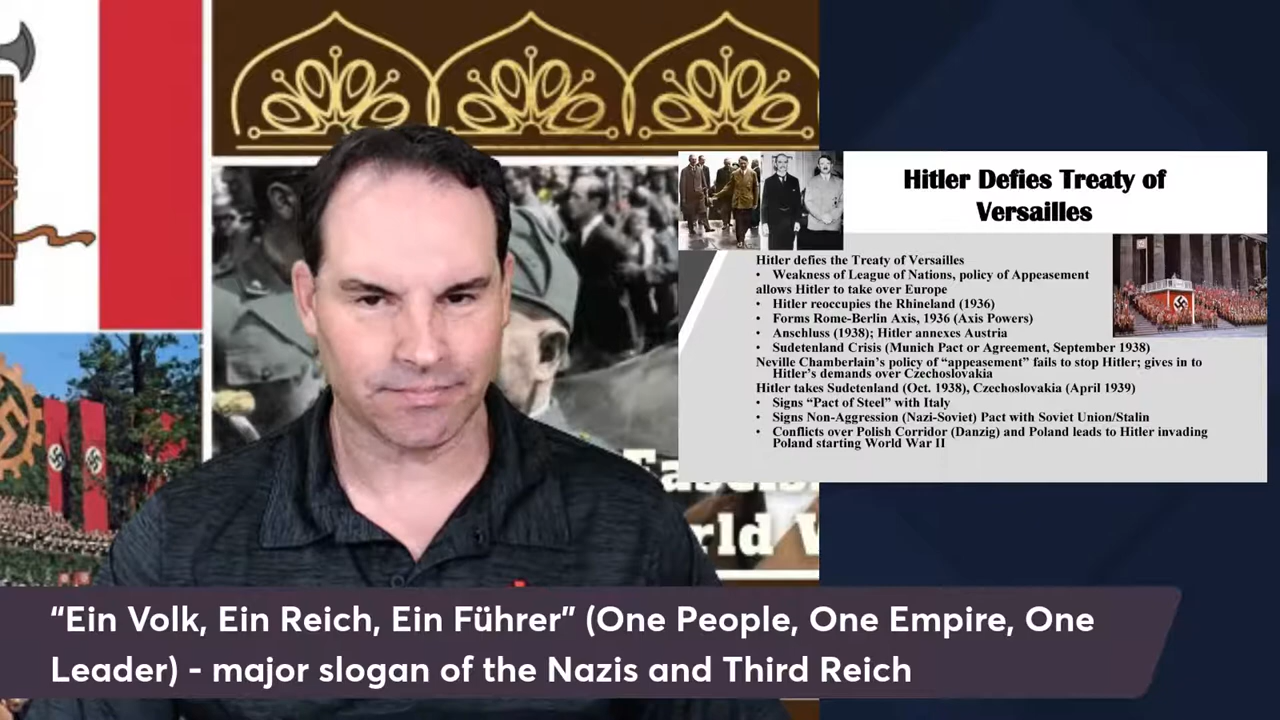 Hitler Defies Treaty of
Versailles
Hitler defies the Treaty of Versailles
• Weakness of League of Nations, policy of Appeasement
allows Hitler to take over Europe
• Hitler reoccupies the Rhineland (1936)
• Forms Rome-Berlin Axis, 1936 (Axis Powers)
• Anschluss (1938); Hitler annexes Austria
• Sudetenland Crisis (Munich Pact or Agreement, September 1938)
Neville Chamberlain's policy of “appeasement” fails to stop Hitler; gives in to
Hitler's demands over Czechoslovakia
Hitler takes Sudetenland (Oct. 1938), Czechoslovakia (April 1939)
• Signs “Pact of Steel” with Italy
• Signs Non-Aggression (Nazi-Soviet) Pact with Soviet Union/Stalin
• Conflicts over Polish Corridor (Danzig) and Poland leads to Hitler invading
Poland starting World War II
“Ein Volk, Ein Reich, Ein Führer” (One People, One Empire, One
Leader) - major slogan of the Nazis and Third Reich